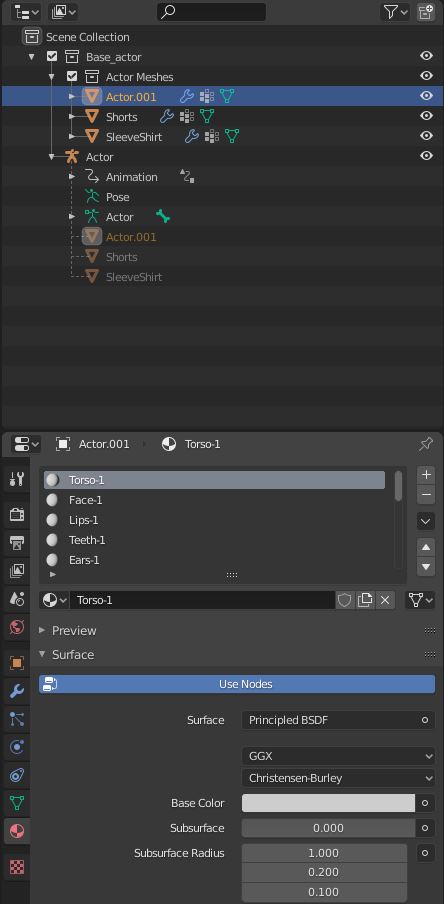 Scene Collection
Base_actor
Actor Meshes
Actor.001
Shorts
SleeveShirt
Actor
Animation
Pose
Actor
Actor.001
Shorts
SleeveShirt
Actor.001 Torso-1
Torso-1
Face-1
Lips-1
Teeth-1
Ears-1
Torso-1
Preview
Surface
Use Nodes
Surface Principled BSDF
GGX
Christensen-Burley
Base Color
Subsurface 0.000
Subsurface Radius 1.000
0.200
0.100